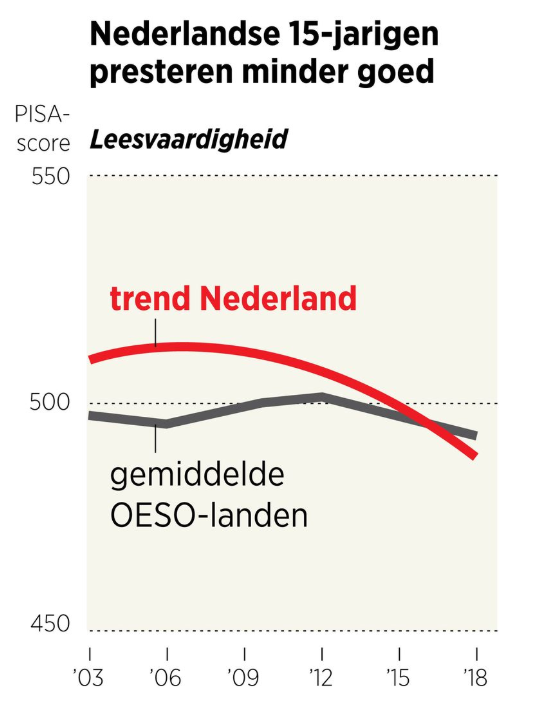 Nederlandse 15-jarigen
presteren minder goed
PISA-
score
Leesvaardigheid
550
trend Nederland
500
gemiddelde
OESO-landen
450
’03 ’06 ’09 ’12 ’15 ’18